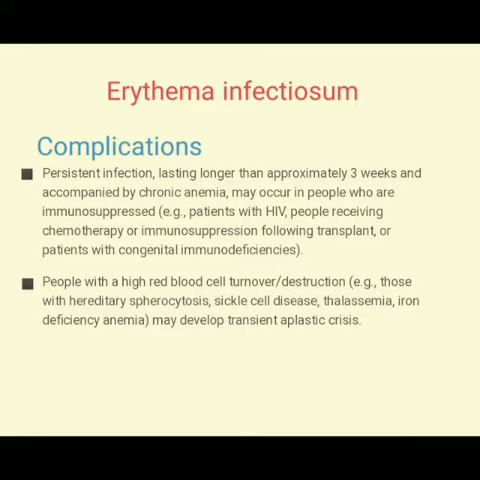 Erythema infectiosum
Complications
Persistent infection, lasting longer than approximately 3 weeks and
accompanied by chronic anemia, may occur in people who are
immunosuppressed (e.g., patients with HIV, people receiving
chemotherapy or immunosuppression following transplant, or
patients with congenital immunodeficiencies).
People with a high red blood cell turnover/destruction (e.g., those
with hereditary spherocytosis, sickle cell disease, thalassemia, iron
deficiency anemia) may develop transient aplastic crisis.